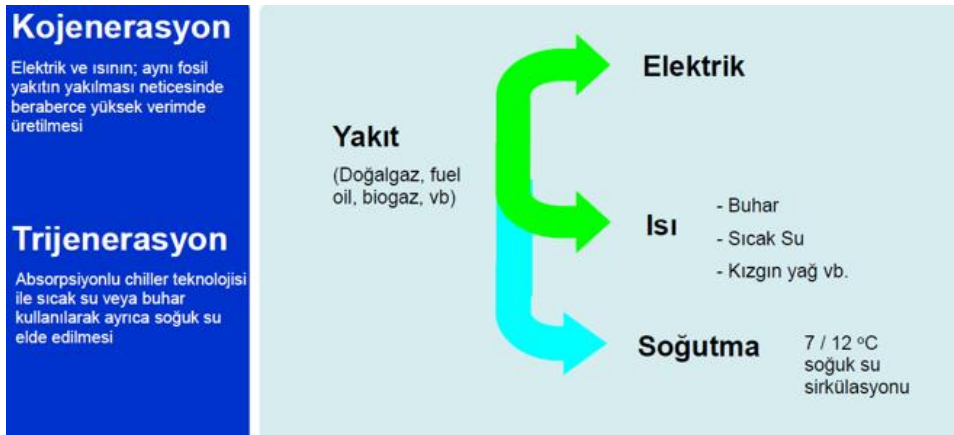 Kojenerasyon
Elektrik ve ısının; aynı fosil
yakıtın yakılması neticesinde
beraberce yüksek verimde
üretilmesi
Trijenerasyon
Absorpsiyonlu chiller teknolojisi
ile sıcak su veya buhar
kullanılarak ayrıca soğuk su
elde edilmesi
Yakıt
(Doğalgaz, fuel
oil, biogaz, vb)
Elektrik
Isı
- Buhar
- Sıcak Su
- Kızgın yağ vb.
Soğutma
7 / 12 ºC
soğuk su
sirkülasyonu